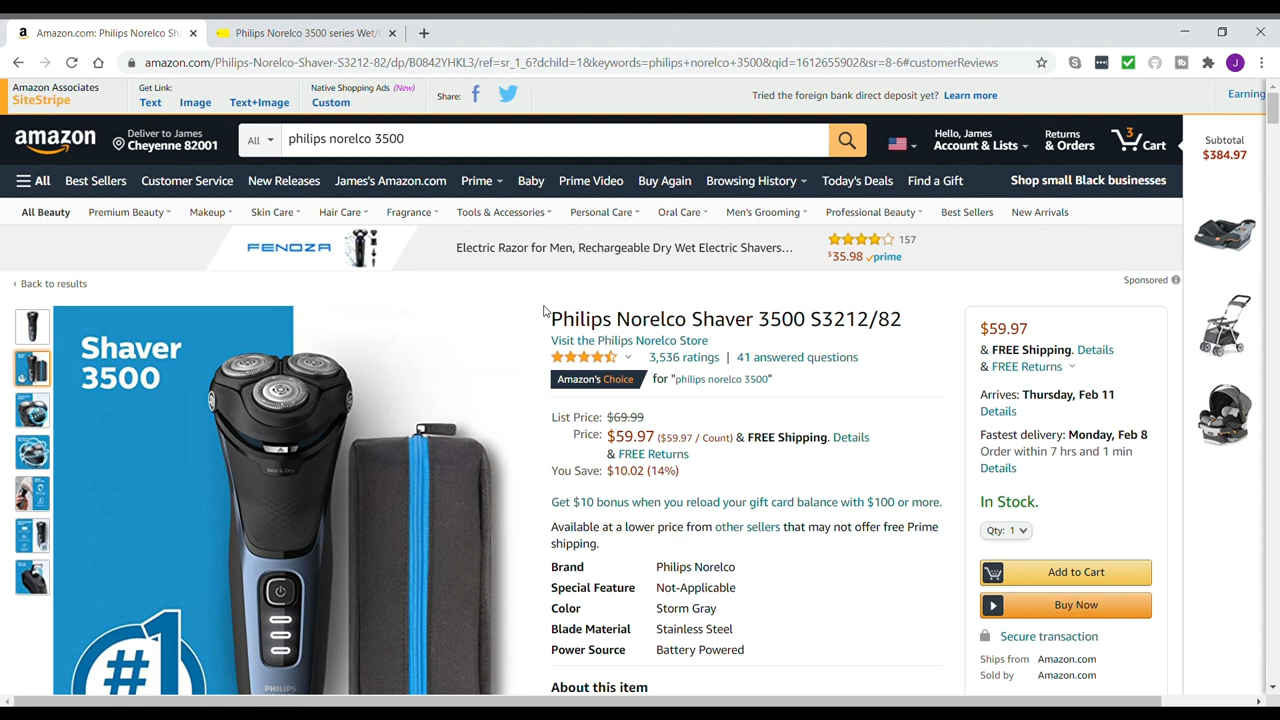 Amazon.com: Philips Norelco Sha
Philips Norelco 3500 series Wet/
amazon.com/Philips-Norelco-Shaver-S3212-82/dp/B0842YHKL3/ref=sr_1_6?dchild=1&keywords=philips+norelco+3500&qid=1612655902&sr=8-6#customerReviews
J
Amazon Associates
SiteStripe
Get Link:
Text Image Text+Image
Native Shopping Ads (New)
Custom
Share:
Tried the foreign bank direct deposit yet? Learn more
Earning
amazon
Deliver to James
Cheyenne 82001
All
philips norelco 3500
Hello, James
Account & Lists
Returns
& Orders
3
Cart
Subtotal
$384.97
All Best Sellers Customer Service New Releases James's Amazon.com Prime Baby Prime Video Buy Again Browsing History Today's Deals Find a Gift Shop small Black businesses
All Beauty Premium Beauty Makeup Skin Care Hair Care Fragrance Tools & Accessories Personal Care Oral Care Men's Grooming Professional Beauty Best Sellers New Arrivals
FENDZA
Electric Razor for Men, Rechargeable Dry Wet Electric Shavers...
157
$35.98 prime
‹ Back to results
Sponsored
Shaver
3500
Wet & Dry
PHILIPS
#1
Philips Norelco Shaver 3500 S3212/82
Visit the Philips Norelco Store
3,536 ratings | 41 answered questions
Amazon's Choice for "philips norelco 3500"
List Price: $69.99
Price: $59.97 ($59.97 / Count) & FREE Shipping. Details
& FREE Returns
You Save: $10.02 (14%)
Get $10 bonus when you reload your gift card balance with $100 or more.
Available at a lower price from other sellers that may not offer free Prime
shipping.
Brand Philips Norelco
Special Feature Not-Applicable
Color Storm Gray
Blade Material Stainless Steel
Power Source Battery Powered
About this item
$59.97
& FREE Shipping. Details
& FREE Returns
Arrives: Thursday, Feb 11
Details
Fastest delivery: Monday, Feb 8
Order within 7 hrs and 1 min
Details
In Stock.
Qty: 1
Add to Cart
Buy Now
Secure transaction
Ships from Amazon.com
Sold by Amazon.com